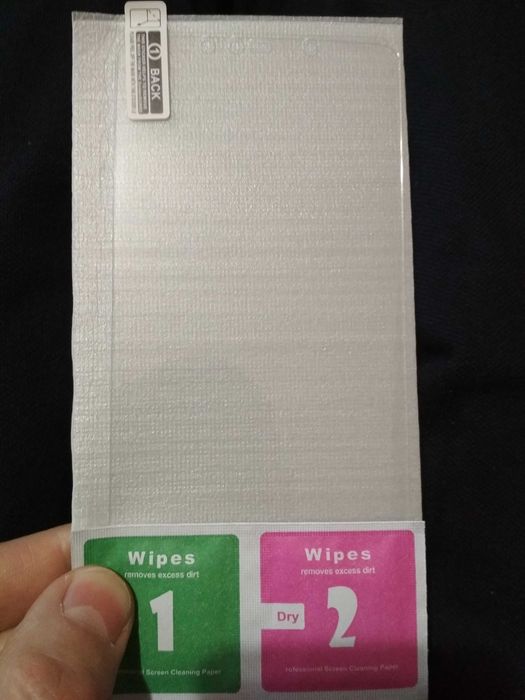 (1) BACK
Wipes
removes excess dirt
1
Screen Cleaning Paper
Wipes
removes excess dirt
Dry
2
rofessional Screen Cleaning Paper